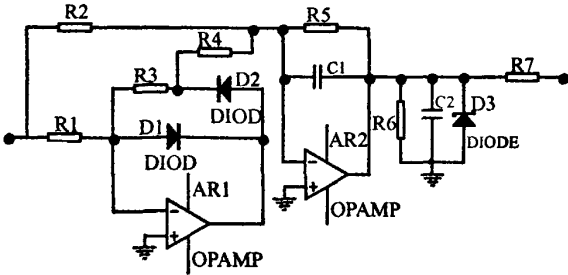 R2
R5
R4
R3
D2
C1
R7
DIOD
R1
D1
DIOD
R6
C2
D3
DIODE
AR2
AR1
OPAMP
OPAMP